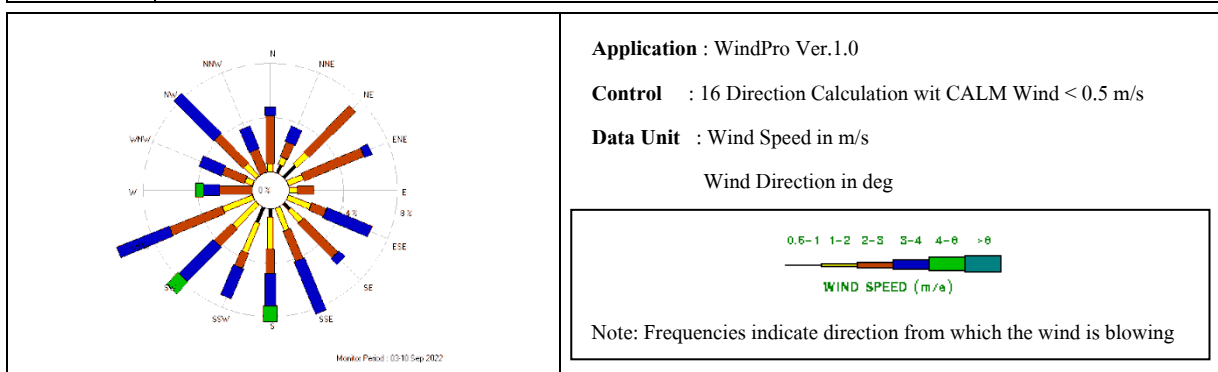 N
NNW
NNE
NW
NE
WNW
ENE
W
0 %
E
4 %
8 %
ESE
SE
SSW
S
SSE
Monitor Period : 03-10 Sep 2022
Application : WindPro Ver.1.0
Control : 16 Direction Calculation wit CALM Wind < 0.5 m/s
Data Unit : Wind Speed in m/s
Wind Direction in deg
0.5-1 1-2 2-3 3-4 4-6 >6
WIND SPEED (m/s)
Note: Frequencies indicate direction from which the wind is blowing